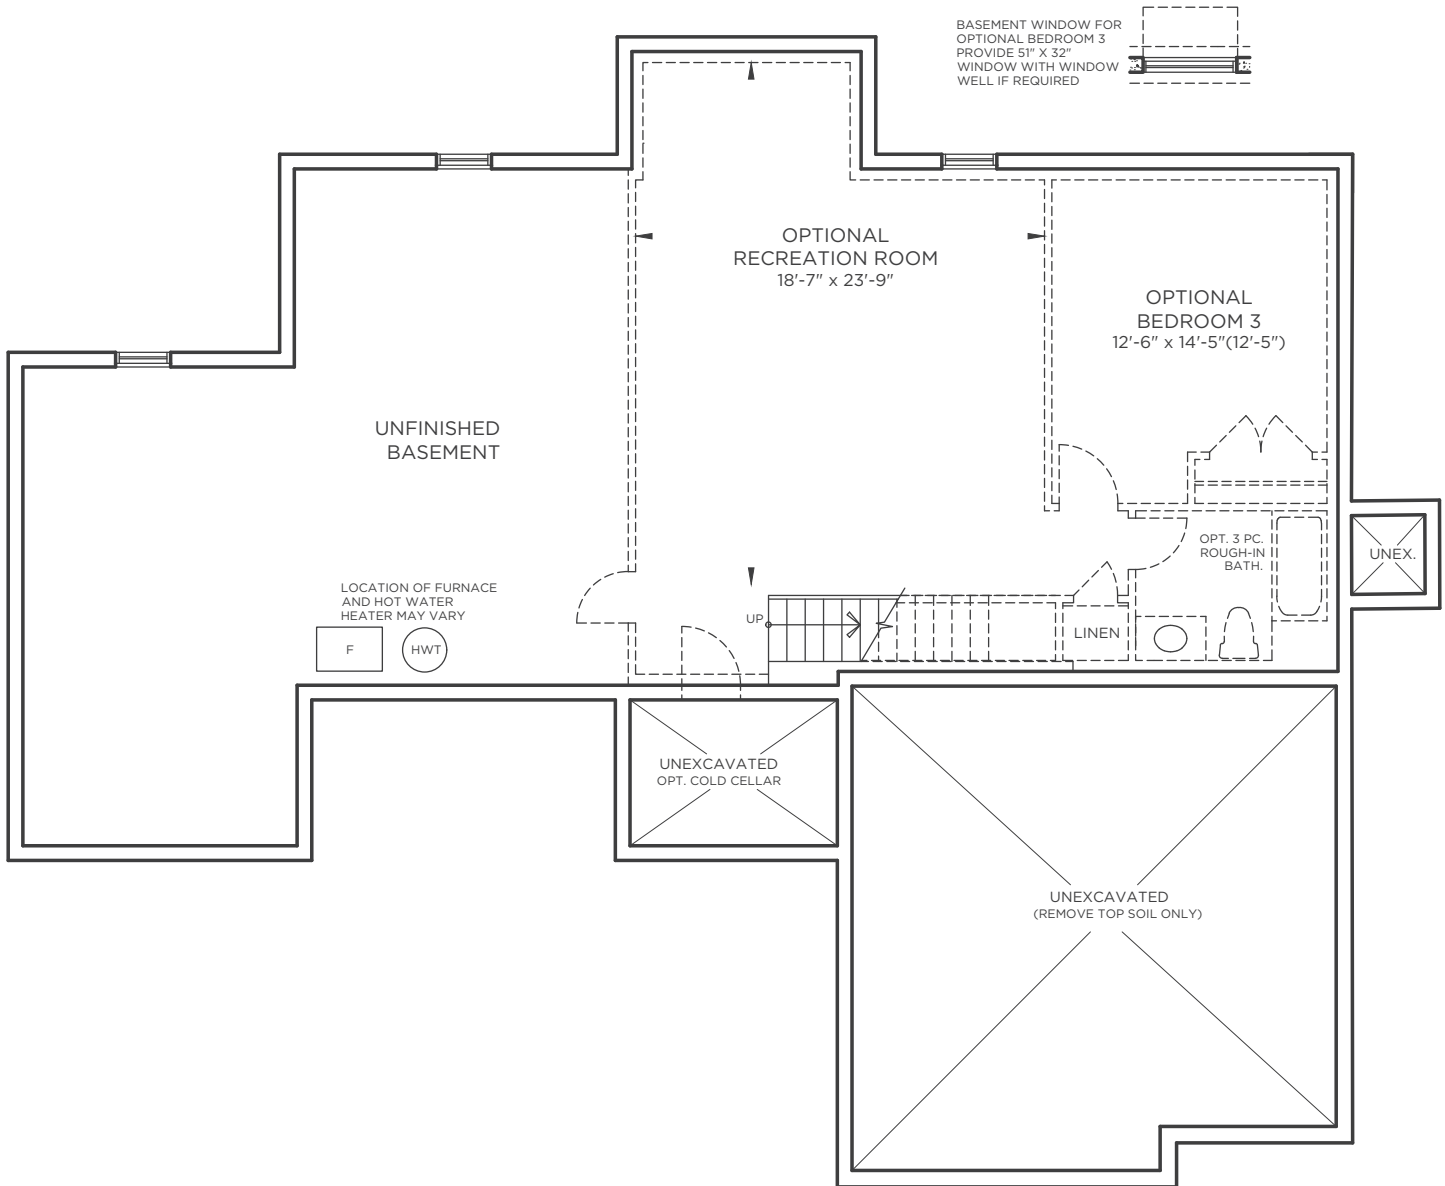 BASEMENT WINDOW FOR
OPTIONAL BEDROOM 3
PROVIDE 51" X 32"
WINDOW WITH WINDOW
WELL IF REQUIRED
OPTIONAL
RECREATION ROOM
18'-7" x 23'-9"
OPTIONAL
BEDROOM 3
12'-6" x 14'-5"(12'-5")
UNFINISHED
BASEMENT
OPT. 3 PC.
ROUGH-IN
BATH.
UNEX.
LOCATION OF FURNACE
AND HOT WATER
HEATER MAY VARY
F
HWT
UP
LINEN
UNEXCAVATED
OPT. COLD CELLAR
UNEXCAVATED
(REMOVE TOP SOIL ONLY)